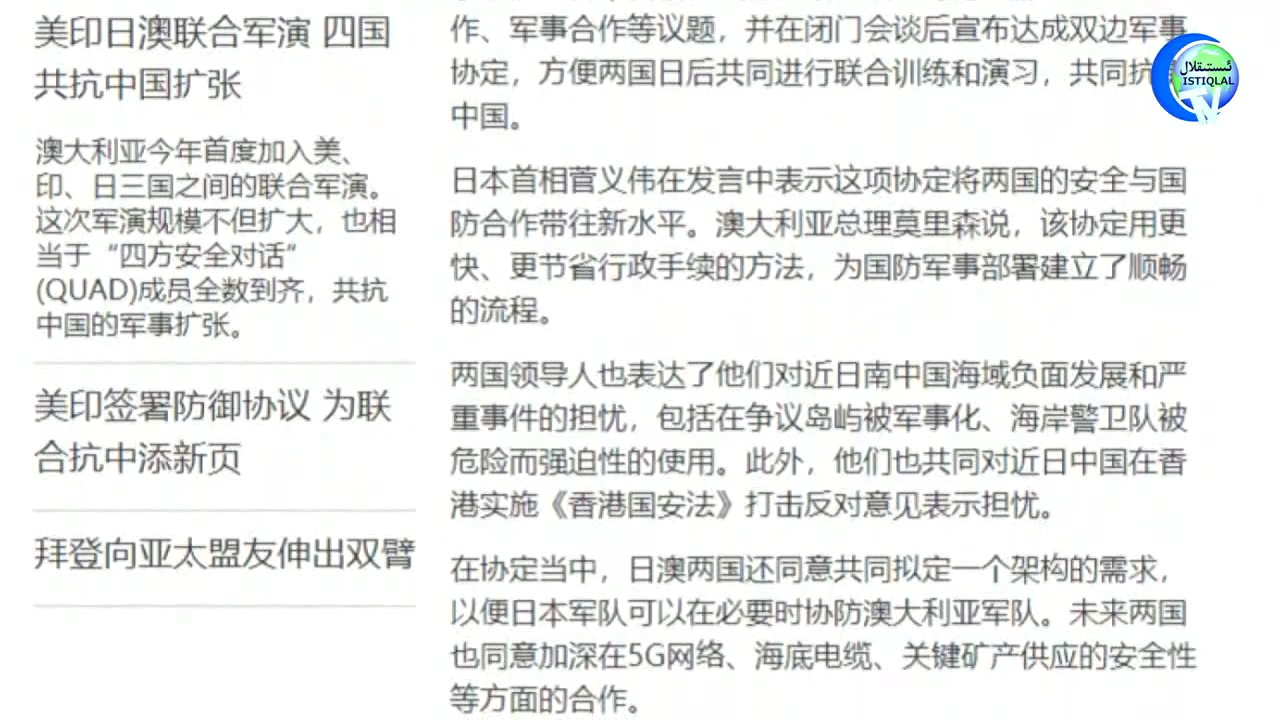 美印日澳联合军演 四国
共抗中国扩张
澳大利亚今年首度加入美、
印、日三国之间的联合军演。
这次军演规模不但扩大，也相
当于“四方安全对话”
(QUAD)成员全数到齐，共抗
中国的军事扩张。
美印签署防御协议 为联
合抗中添新页
拜登向亚太盟友伸出双臂
作、军事合作等议题，并在闭门会谈后宣布达成双边军事
协定，方便两国日后共同进行联合训练和演习，共同抗
中国。
日本首相菅义伟在发言中表示这项协定将两国的安全与国
防合作带往新水平。澳大利亚总理莫里森说，该协定用更
快、更节省行政手续的方法，为国防军事部署建立了顺畅
的流程。
两国领导人也表达了他们对近日南中国海域负面发展和严
重事件的担忧，包括在争议岛屿被军事化、海岸警卫队被
危险而强迫性的使用。此外，他们也共同对近日中国在香
港实施《香港国安法》打击反对意见表示担忧。
在协定当中，日澳两国还同意共同拟定一个架构的需求，
以便日本军队可以在必要时协防澳大利亚军队。未来两国
也同意加深在5G网络、海底电缆、关键矿产供应的安全性
等方面的合作。
ئىستىقلال
ISTIQLAL
TV